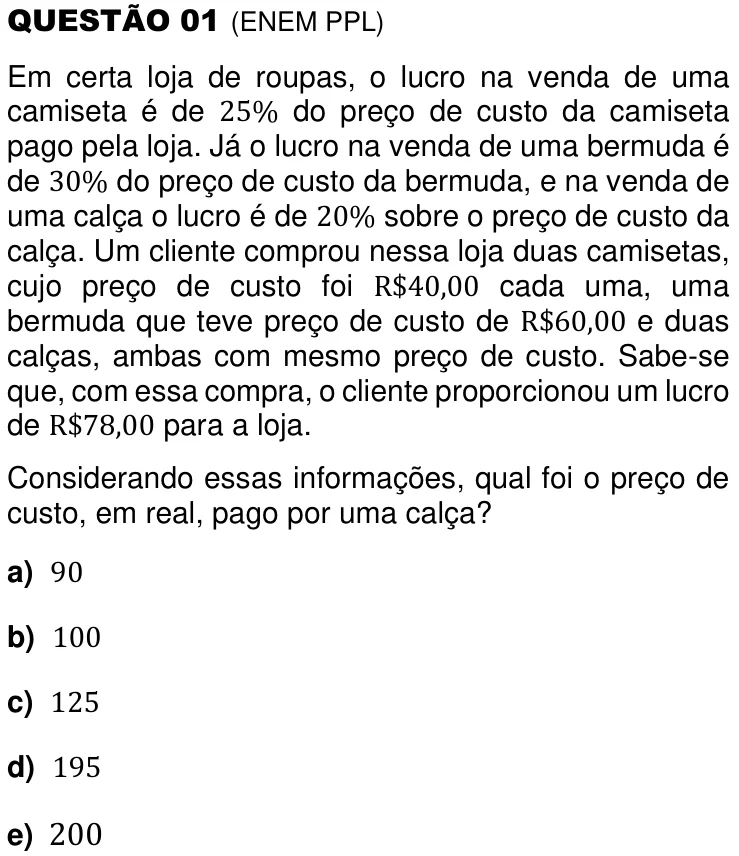 QUESTÃO 01 (ENEM PPL)
Em certa loja de roupas, o lucro na venda de uma
camiseta é de 25% do preço de custo da camiseta
pago pela loja. Já o lucro na venda de uma bermuda é
de 30% do preço de custo da bermuda, e na venda de
uma calça o lucro é de 20% sobre o preço de custo da
calça. Um cliente comprou nessa loja duas camisetas,
cujo preço de custo foi R$40,00 cada uma, uma
bermuda que teve preço de custo de R$60,00 e duas
calças, ambas com mesmo preço de custo. Sabe-se
que, com essa compra, o cliente proporcionou um lucro
de R$78,00 para a loja.
Considerando essas informações, qual foi o preço de
custo, em real, pago por uma calça?
a) 90
b) 100
c) 125
d) 195
e) 200